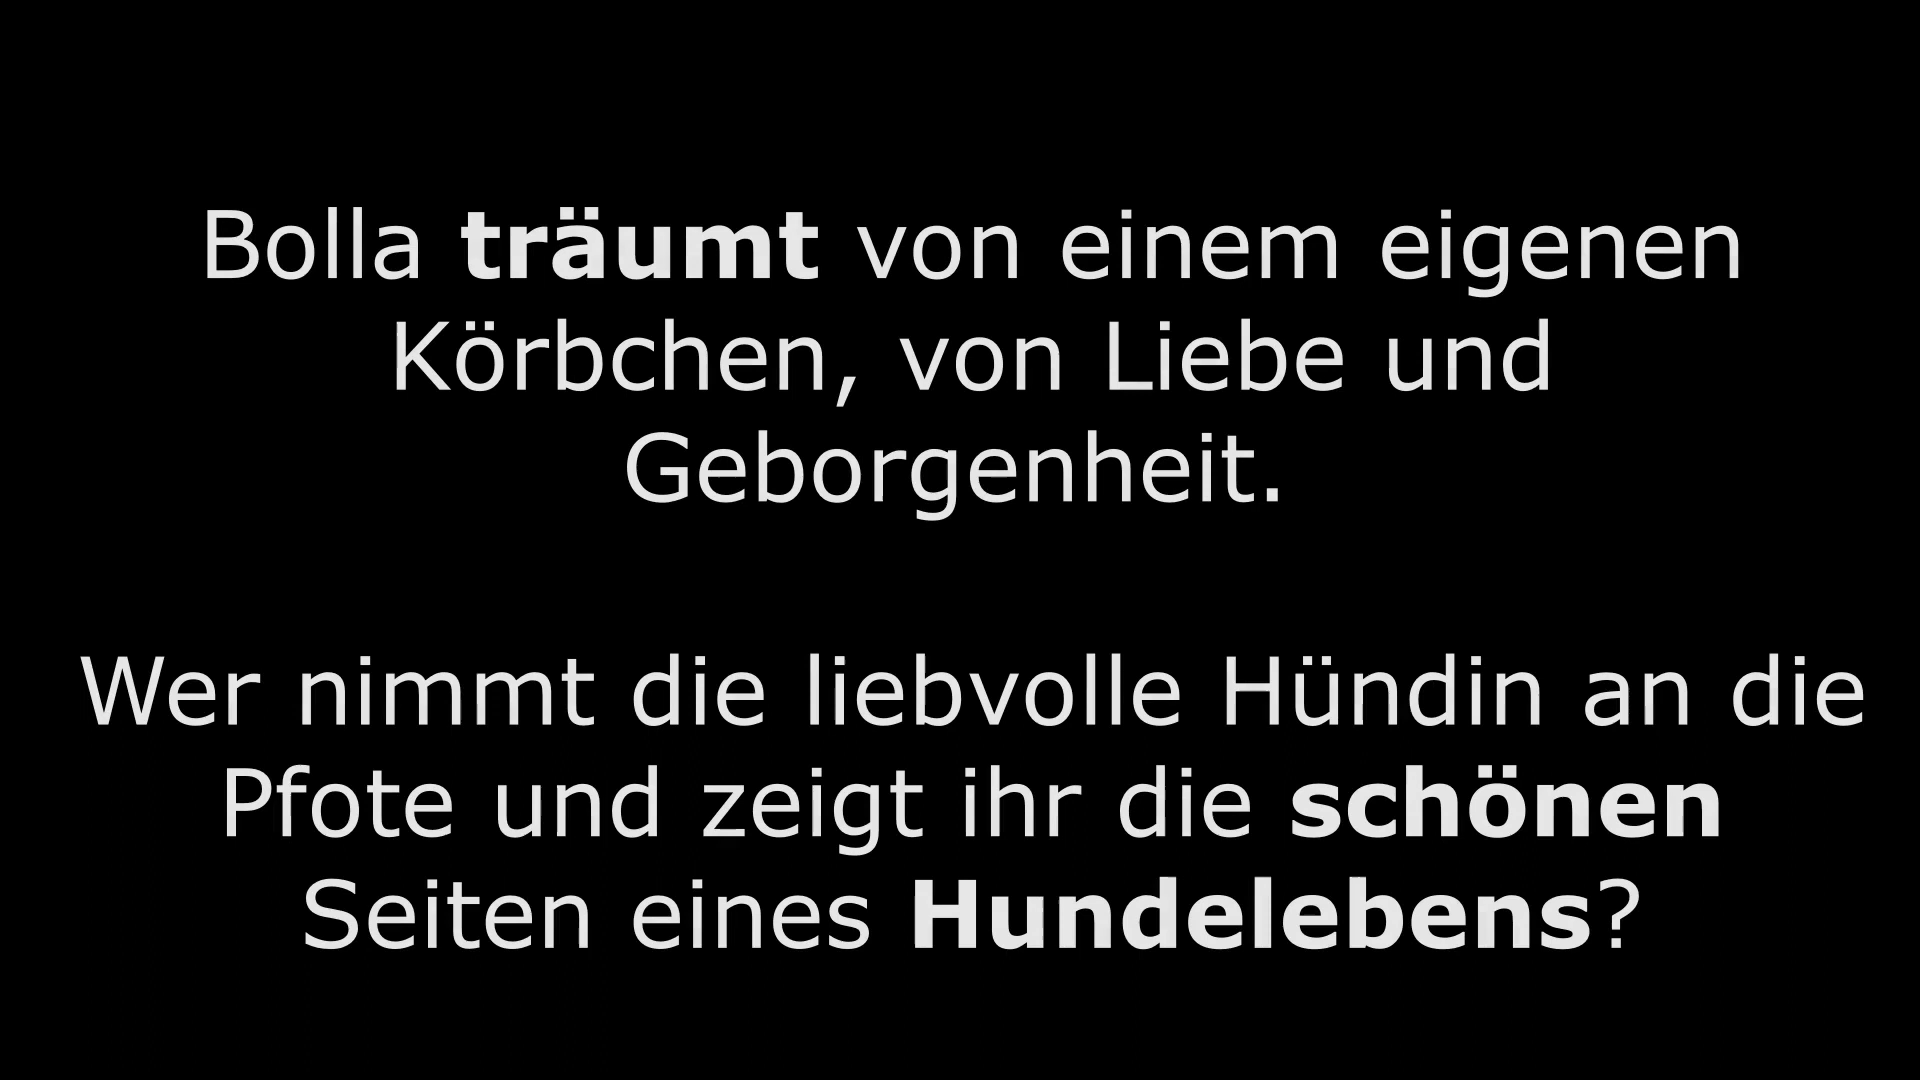 Bolla träumt von einem eigenen
Körbchen, von Liebe und
Geborgenheit.
Wer nimmt die liebvolle Hündin an die
Pfote und zeigt ihr die schönen
Seiten eines Hundelebens?